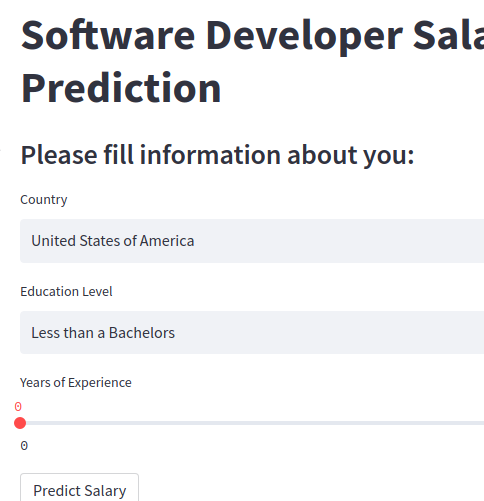 Software Developer Sala
Prediction
Please fill information about you:
Country
United States of America
Education Level
Less than a Bachelors
Years of Experience
0
0
Predict Salary